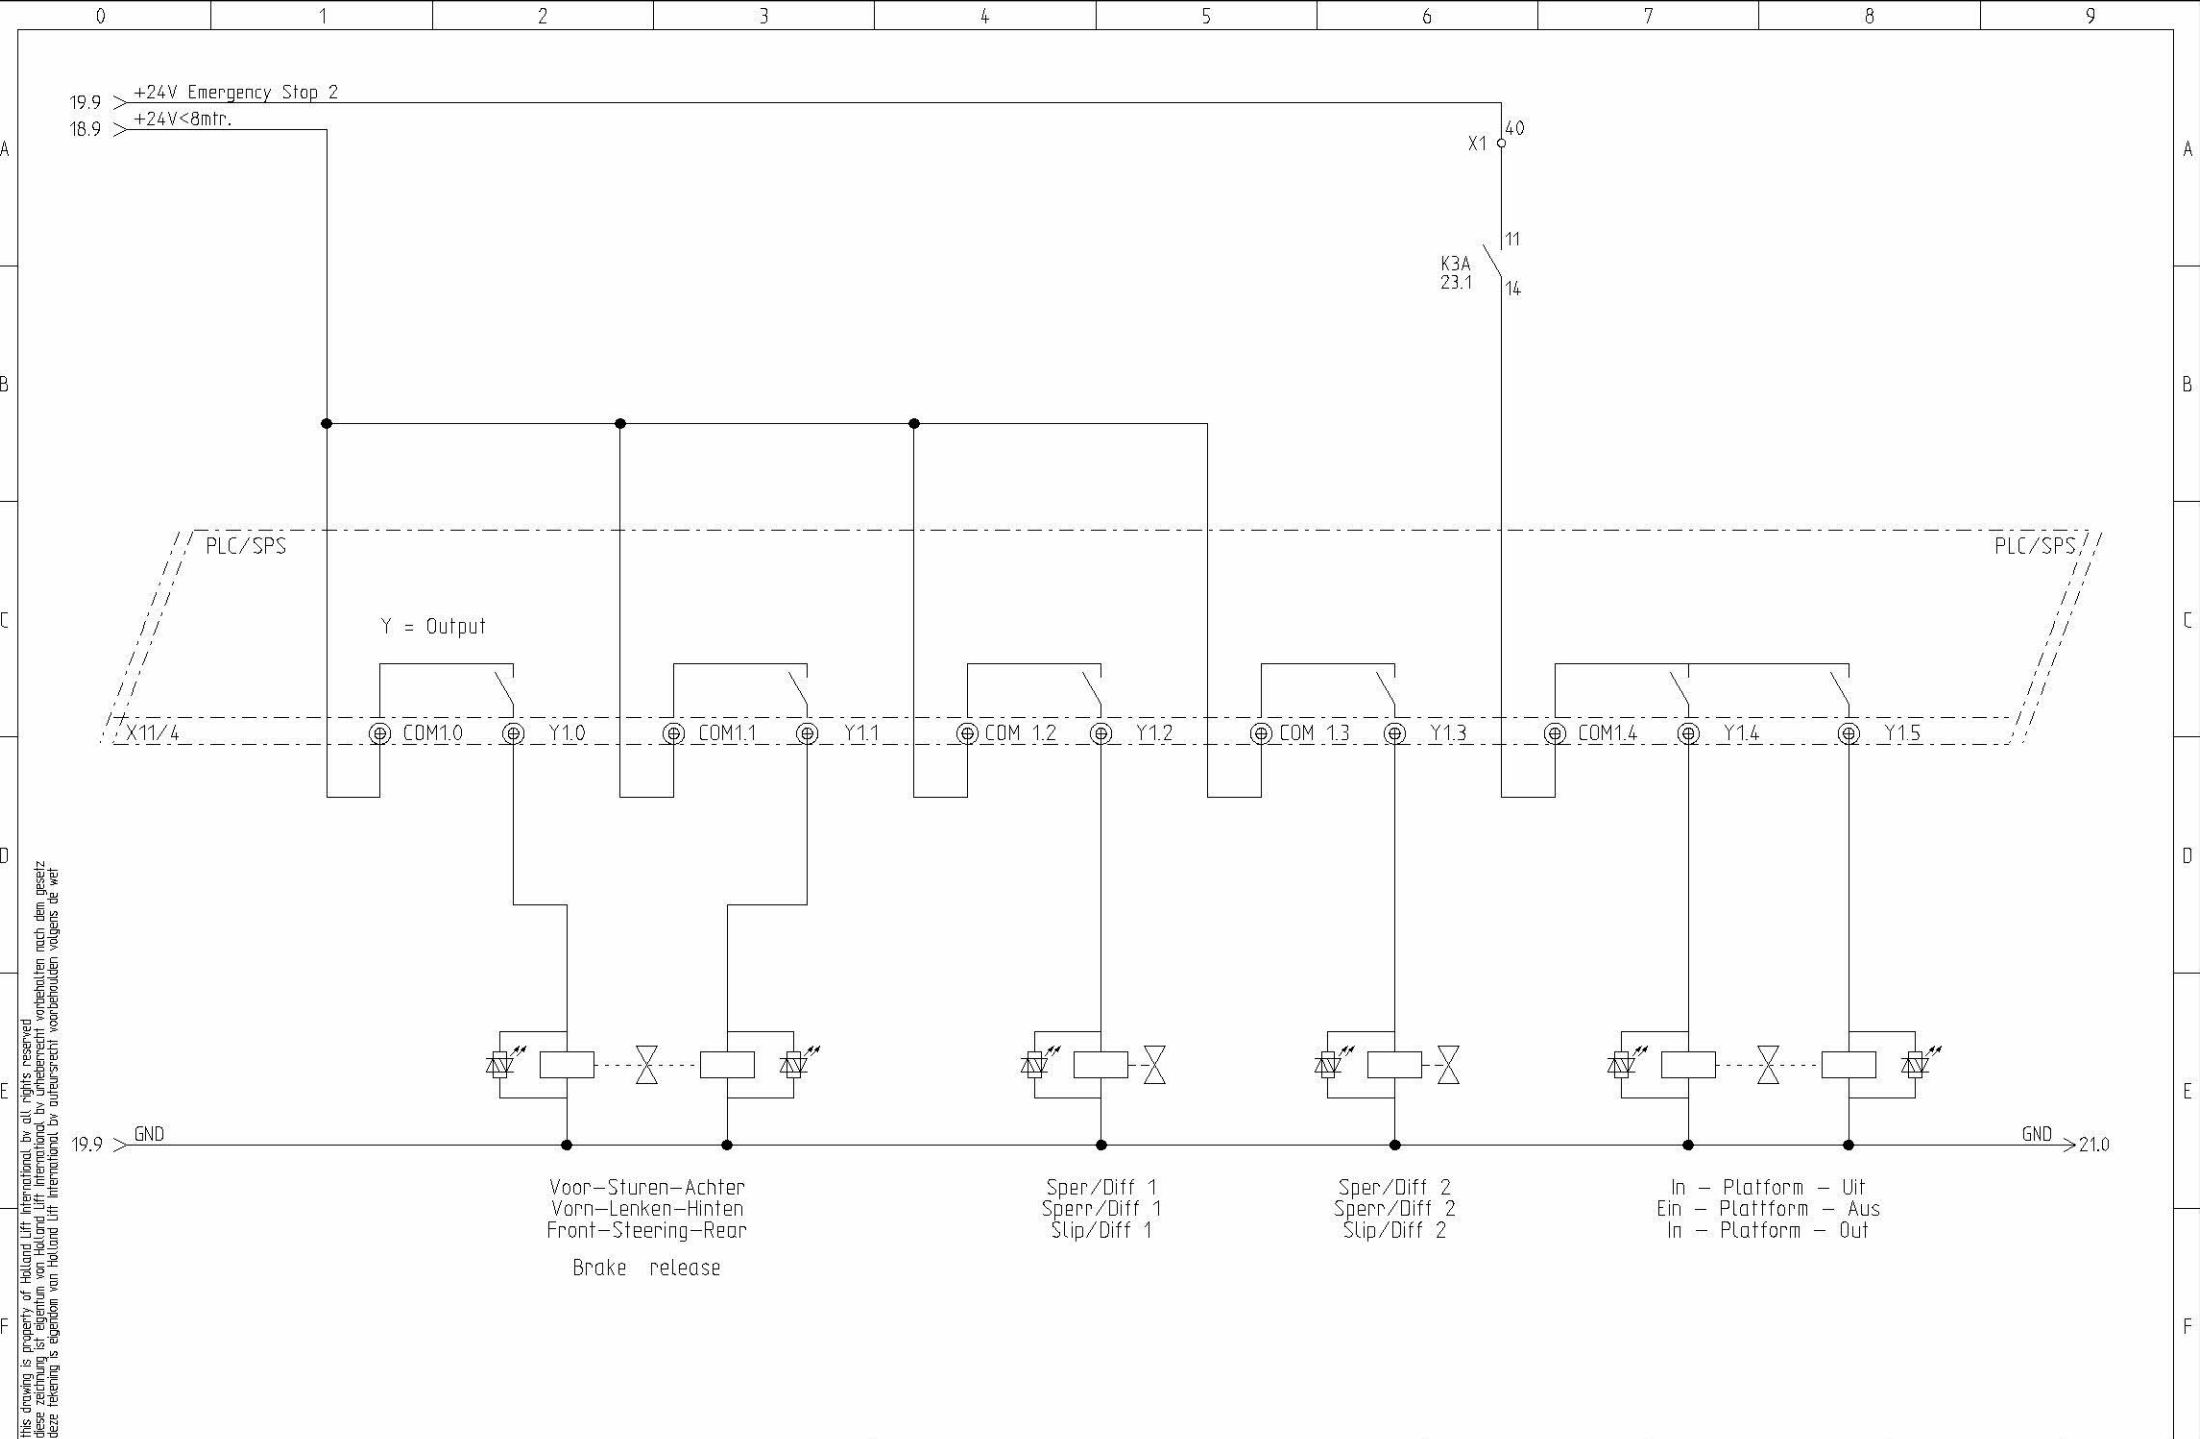 0 1 2 3 4 5 6 7 8 9
19.9 +24V Emergency Stop 2
18.9 +24V<8mtr.
40
A X1 A
11
K3A
23.1 14
B B
PLC/SPS PLC/SPS
C Y = Output C
X11/4 COM1.0 Y1.0 COM1.1 Y1.1 COM 1.2 Y1.2 COM 1.3 Y1.3 COM1.4 Y1.4 Y1.5
D D
E E
19.9 GND GND 21.0
Voor-Sturen-Achter Sper/Diff 1 Sper/Diff 2 In - Platform - Uit
Vorn-Lenken-Hinten Sperr/Diff 1 Sperr/Diff 2 Ein - Plattform - Aus
Front-Steering-Rear Slip/Diff 1 Slip/Diff 2 In - Platform - Out
Brake release
F F
this drawing is property of Holland Lift International bv all rights reserved
diese zeichnung ist eigentum von Holland Lift International bv urheberrecht vorbehalten nach dem gesetz
deze tekening is eigendom van Holland Lift International bv auteursrecht voorbehouden volgens de wet